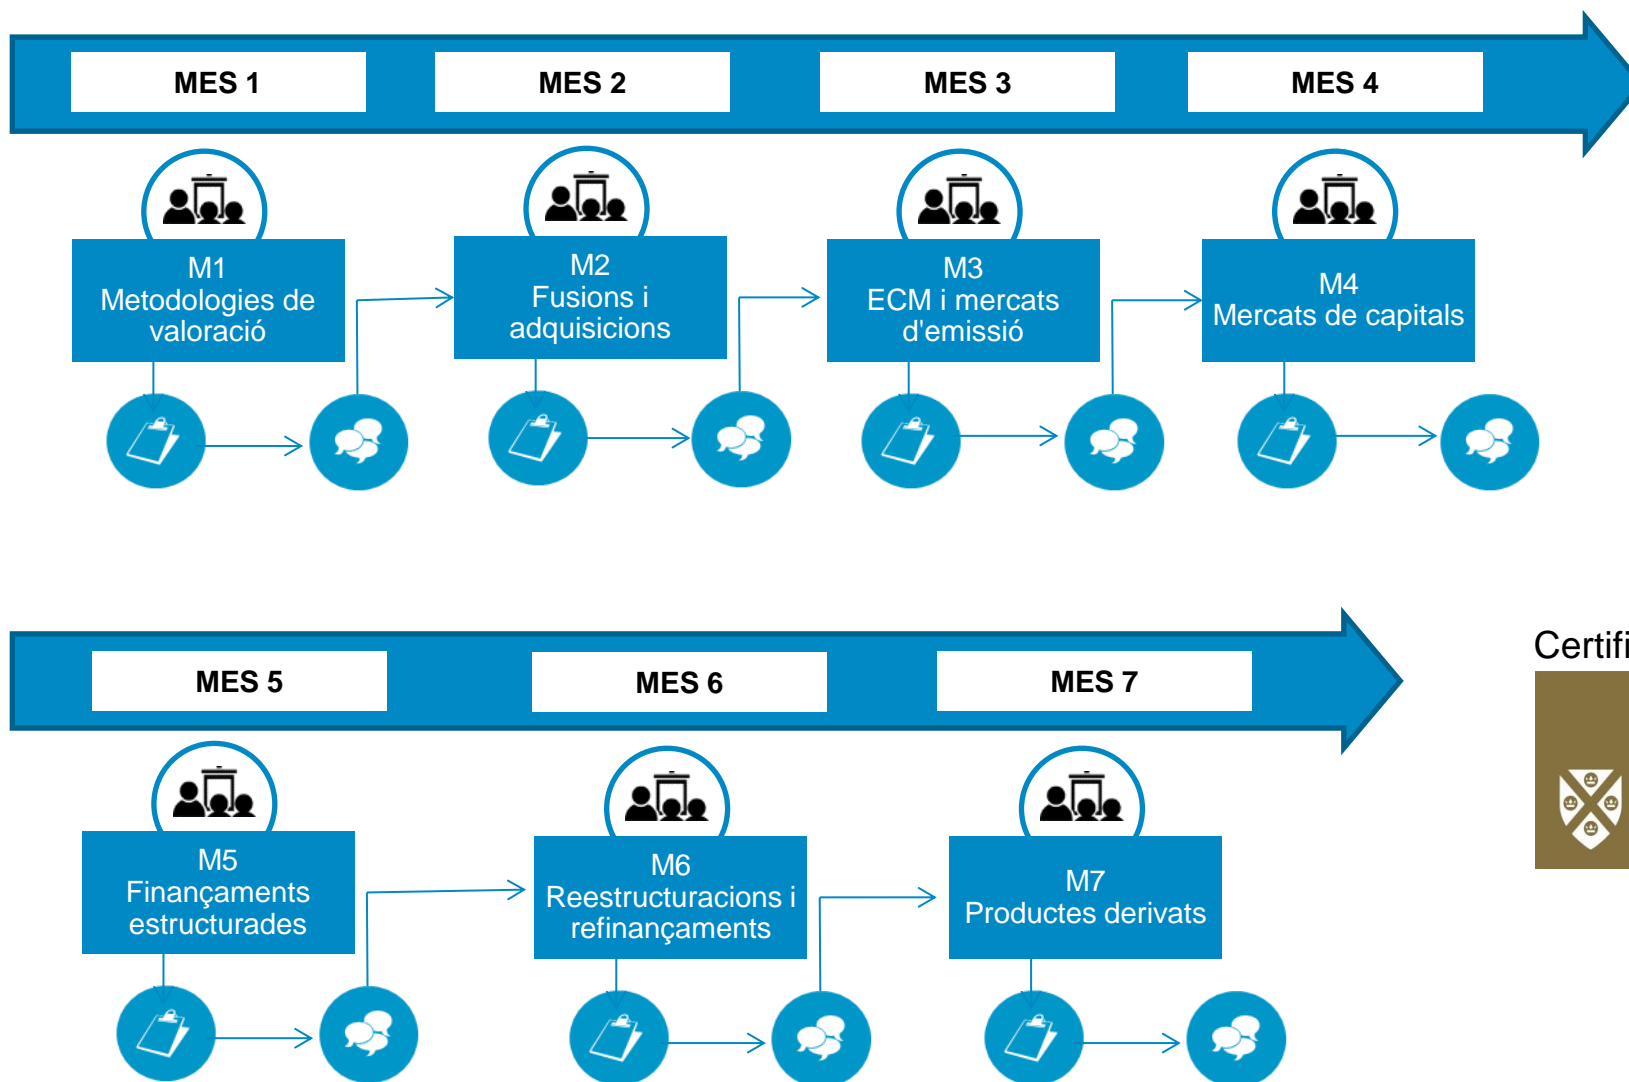 MES 1
MES 2
MES 3
MES 4
M1
Metodologies de
valoració
M2
Fusions i
adquisicions
M3
ECM i mercats
d'emissió
M4
Mercats de capitals
MES 5
MES 6
MES 7
Certifi
M5
Finançaments
estructurades
M6
Reestructuracions i
refinançaments
M7
Productes derivats